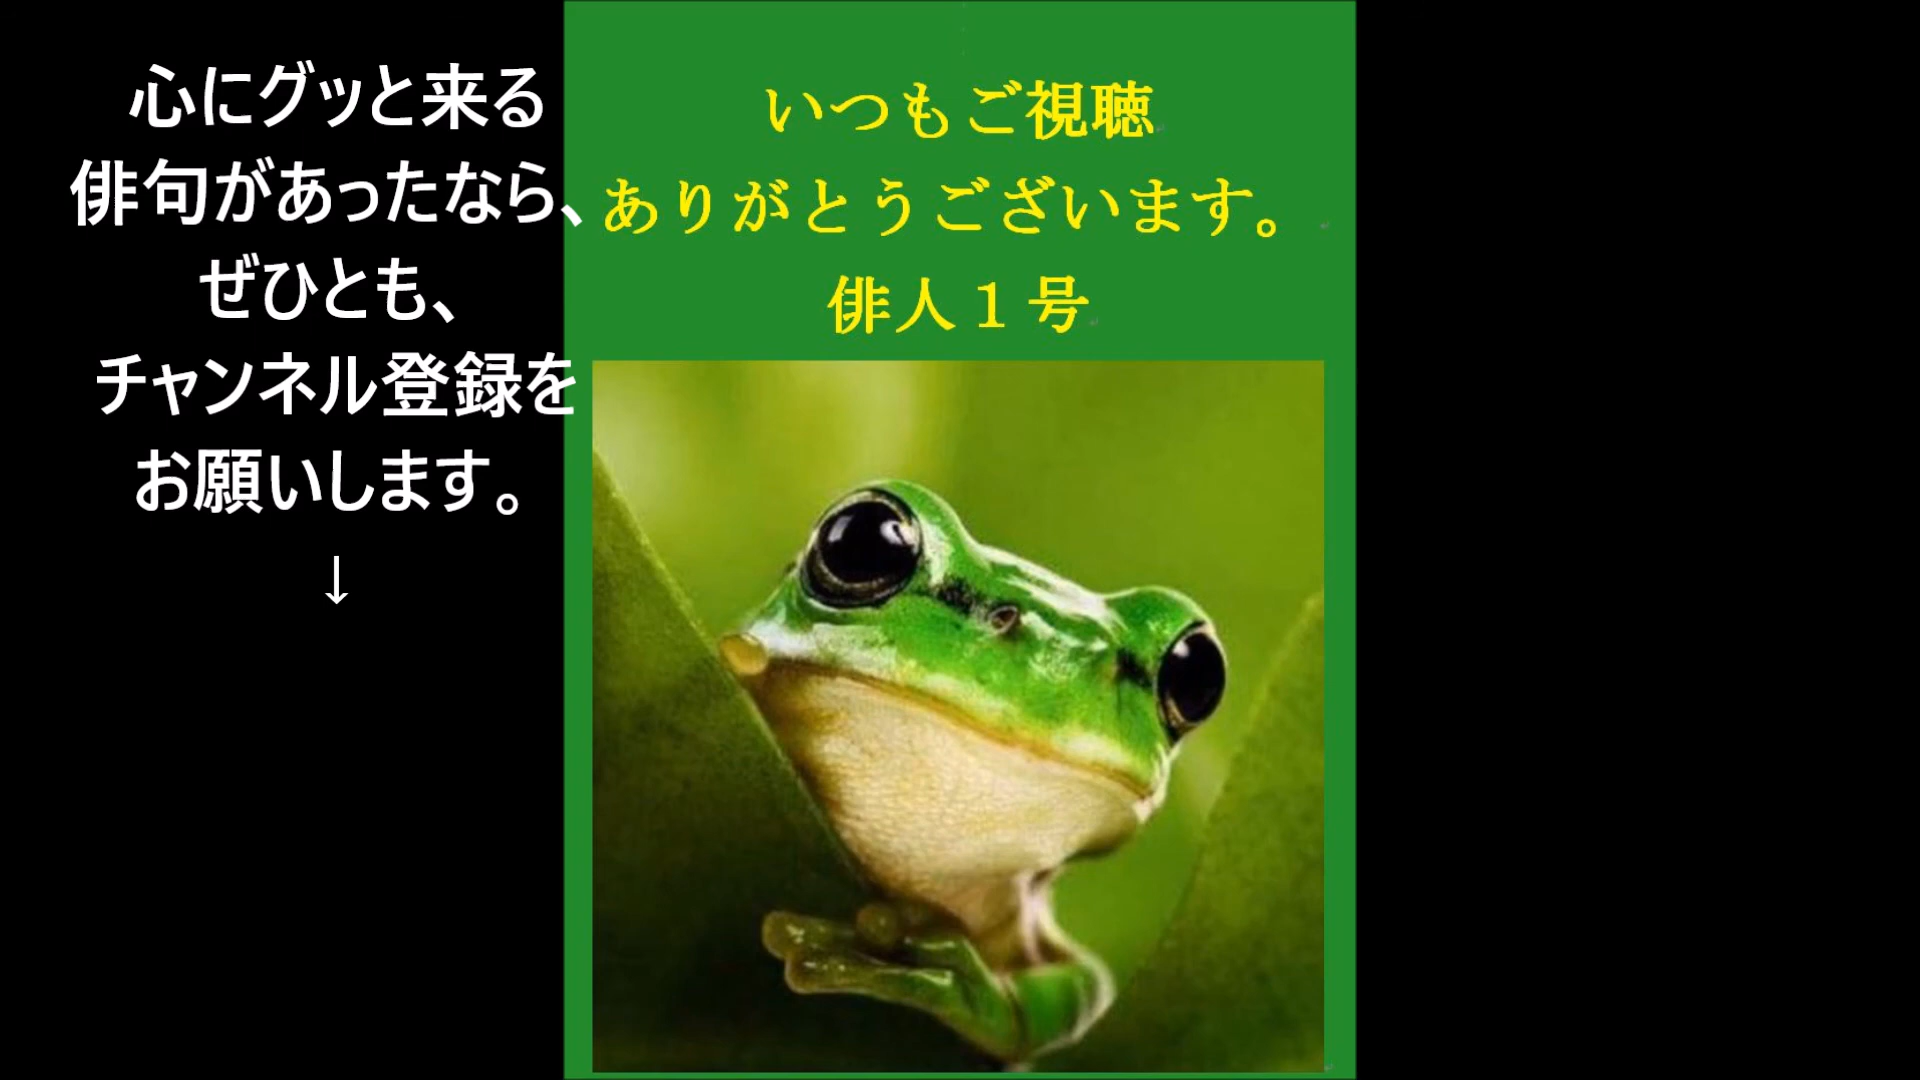 心にグッと来る
俳句があったなら、
ぜひとも、
チャンネル登録を
お願いします。
↓
いつもご視聴
ありがとうございます。
俳人１号